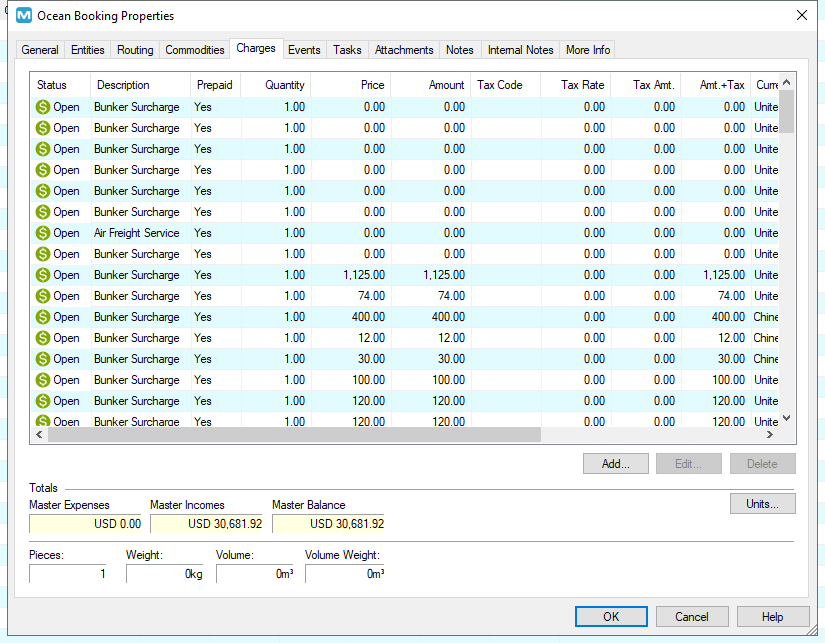 Ocean Booking Properties
General Entities Routing Commodities Charges Events Tasks Attachments Notes Internal Notes More Info
Status Description Prepaid Quantity Price Amount Tax Code Tax Rate Tax Amt. Amt.+Tax Curre
Open Bunker Surcharge Yes 1.00 0.00 0.00 0.00 0.00 0.00 Unite
Open Bunker Surcharge Yes 1.00 0.00 0.00 0.00 0.00 0.00 Unite
Open Bunker Surcharge Yes 1.00 0.00 0.00 0.00 0.00 0.00 Unite
Open Bunker Surcharge Yes 1.00 0.00 0.00 0.00 0.00 0.00 Unite
Open Bunker Surcharge Yes 1.00 0.00 0.00 0.00 0.00 0.00 Unite
Open Bunker Surcharge Yes 1.00 0.00 0.00 0.00 0.00 0.00 Unite
Open Air Freight Service Yes 1.00 0.00 0.00 0.00 0.00 0.00 Unite
Open Bunker Surcharge Yes 1.00 0.00 0.00 0.00 0.00 0.00 Unite
Open Bunker Surcharge Yes 1.00 1,125.00 1,125.00 0.00 0.00 1,125.00 Unite
Open Bunker Surcharge Yes 1.00 74.00 74.00 0.00 0.00 74.00 Unite
Open Bunker Surcharge Yes 1.00 400.00 400.00 0.00 0.00 400.00 Chine
Open Bunker Surcharge Yes 1.00 12.00 12.00 0.00 0.00 12.00 Chine
Open Bunker Surcharge Yes 1.00 30.00 30.00 0.00 0.00 30.00 Chine
Open Bunker Surcharge Yes 1.00 100.00 100.00 0.00 0.00 100.00 Unite
Open Bunker Surcharge Yes 1.00 120.00 120.00 0.00 0.00 120.00 Unite
Open Bunker Surcharge Yes 1.00 120.00 120.00 0.00 0.00 120.00 Unite
Add... Edit... Delete
Totals
Master Expenses Master Incomes Master Balance Units...
USD 0.00 USD 30,681.92 USD 30,681.92
Pieces: Weight: Volume: Volume Weight:
1 0kg 0m³ 0m³
OK Cancel Help